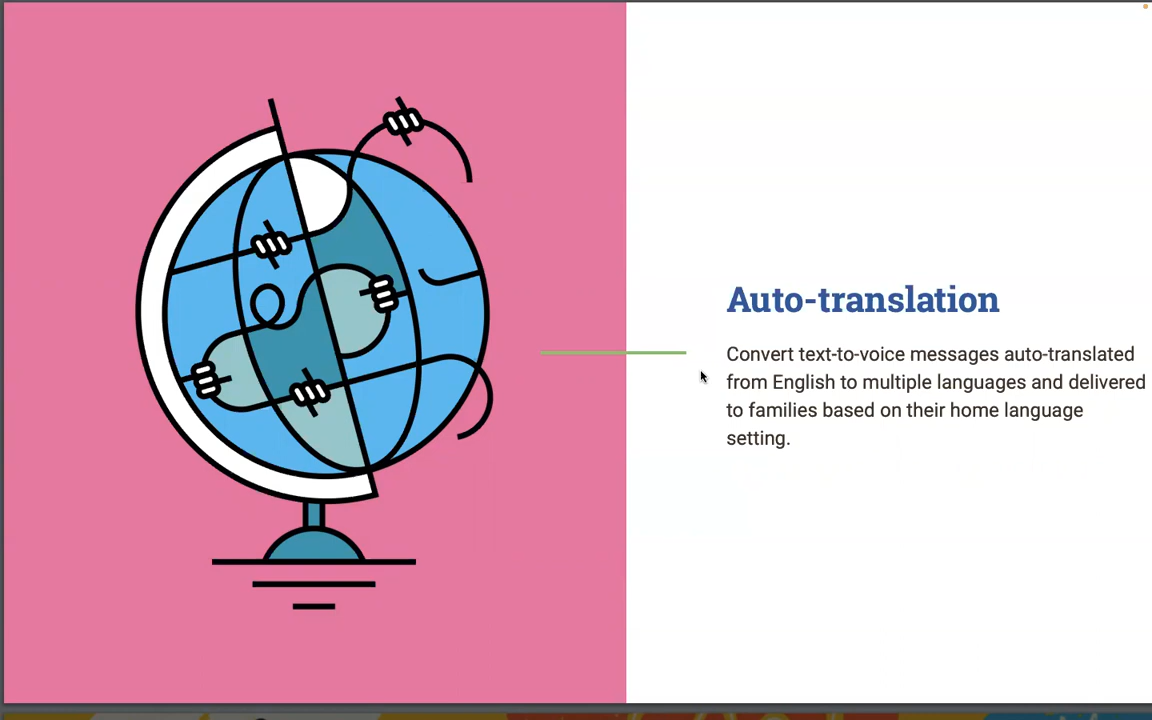 Auto-translation
Convert text-to-voice messages auto-translated
from English to multiple languages and delivered
to families based on their home language
setting.